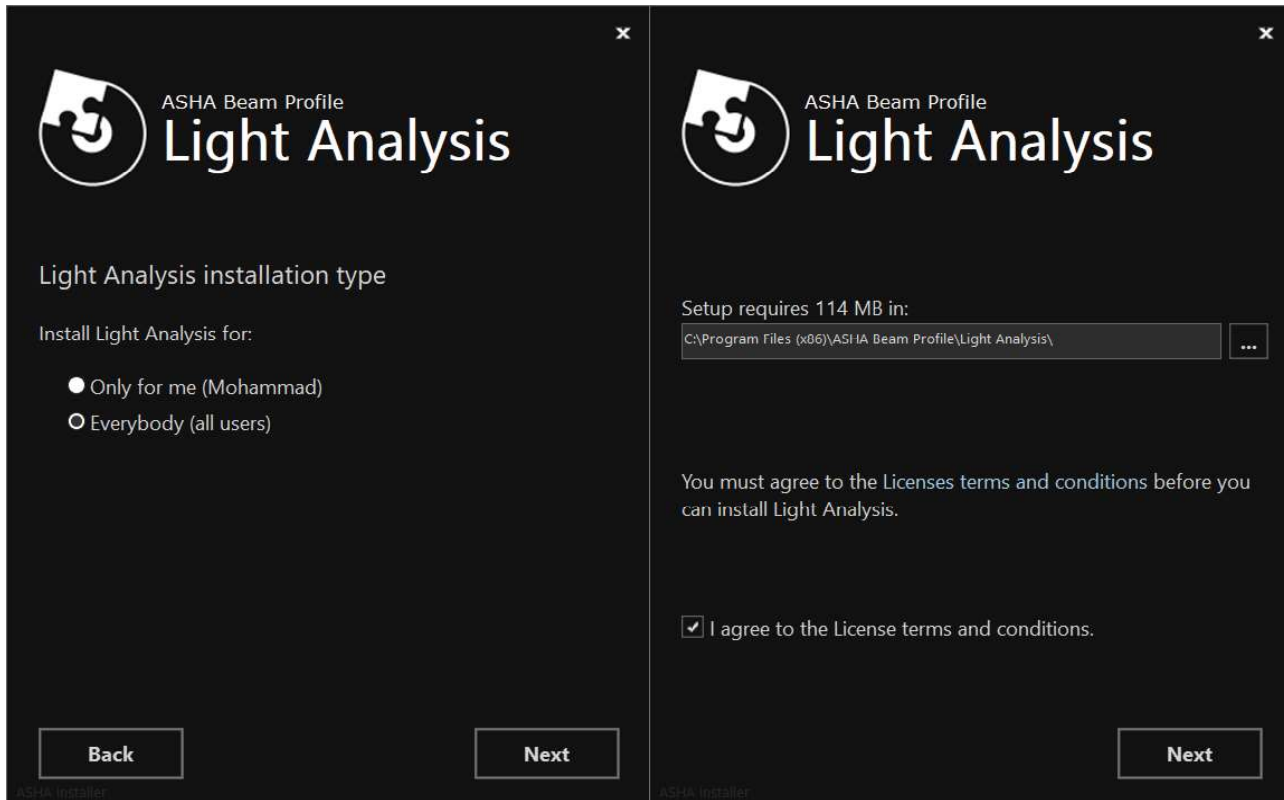 x
ASHA Beam Profile
Light Analysis
Light Analysis installation type
Install Light Analysis for:
Only for me (Mohammad)
Everybody (all users)
Back
Next
ASHA Installer
x
ASHA Beam Profile
Light Analysis
Setup requires 114 MB in:
C:\Program Files (x86)\ASHA Beam Profile\Light Analysis\
...
You must agree to the Licenses terms and conditions before you
can install Light Analysis.
I agree to the License terms and conditions.
Next
ASHA Installer